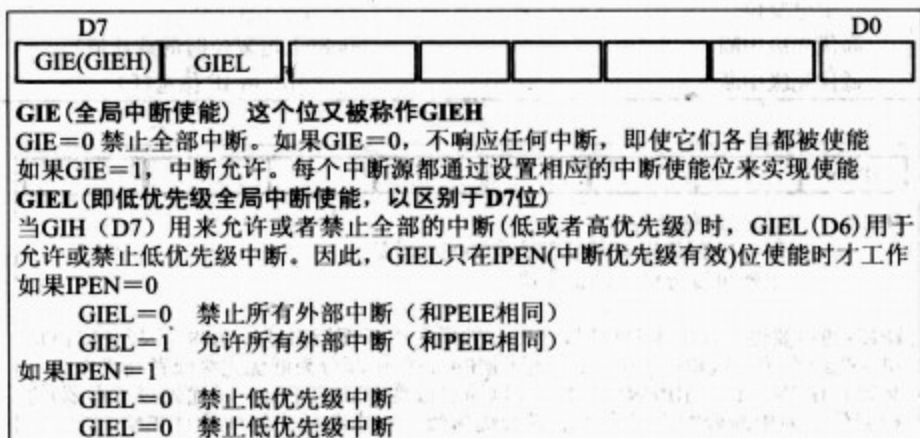 D7 D0
GIE(GIEH) GIEL
GIE(全局中断使能) 这个位又被称作GIEH
GIE=0 禁止全部中断。如果GIE=0，不响应任何中断，即使它们各自都被使能
如果GIE=1，中断允许。每个中断源都通过设置相应的中断使能位来实现使能
GIEL(即低优先级全局中断使能，以区别于D7位)
当GIH（D7）用来允许或者禁止全部的中断(低或者高优先级)时，GIEL(D6)用于
允许或禁止低优先级中断。因此，GIEL只在IPEN(中断优先级有效)位使能时才工作
如果IPEN=0
GIEL=0 禁止所有外部中断（和PEIE相同）
GIEL=1 允许所有外部中断（和PEIE相同）
如果IPEN=1
GIEL=0 禁止低优先级中断
GIEL=0 禁止低优先级中断